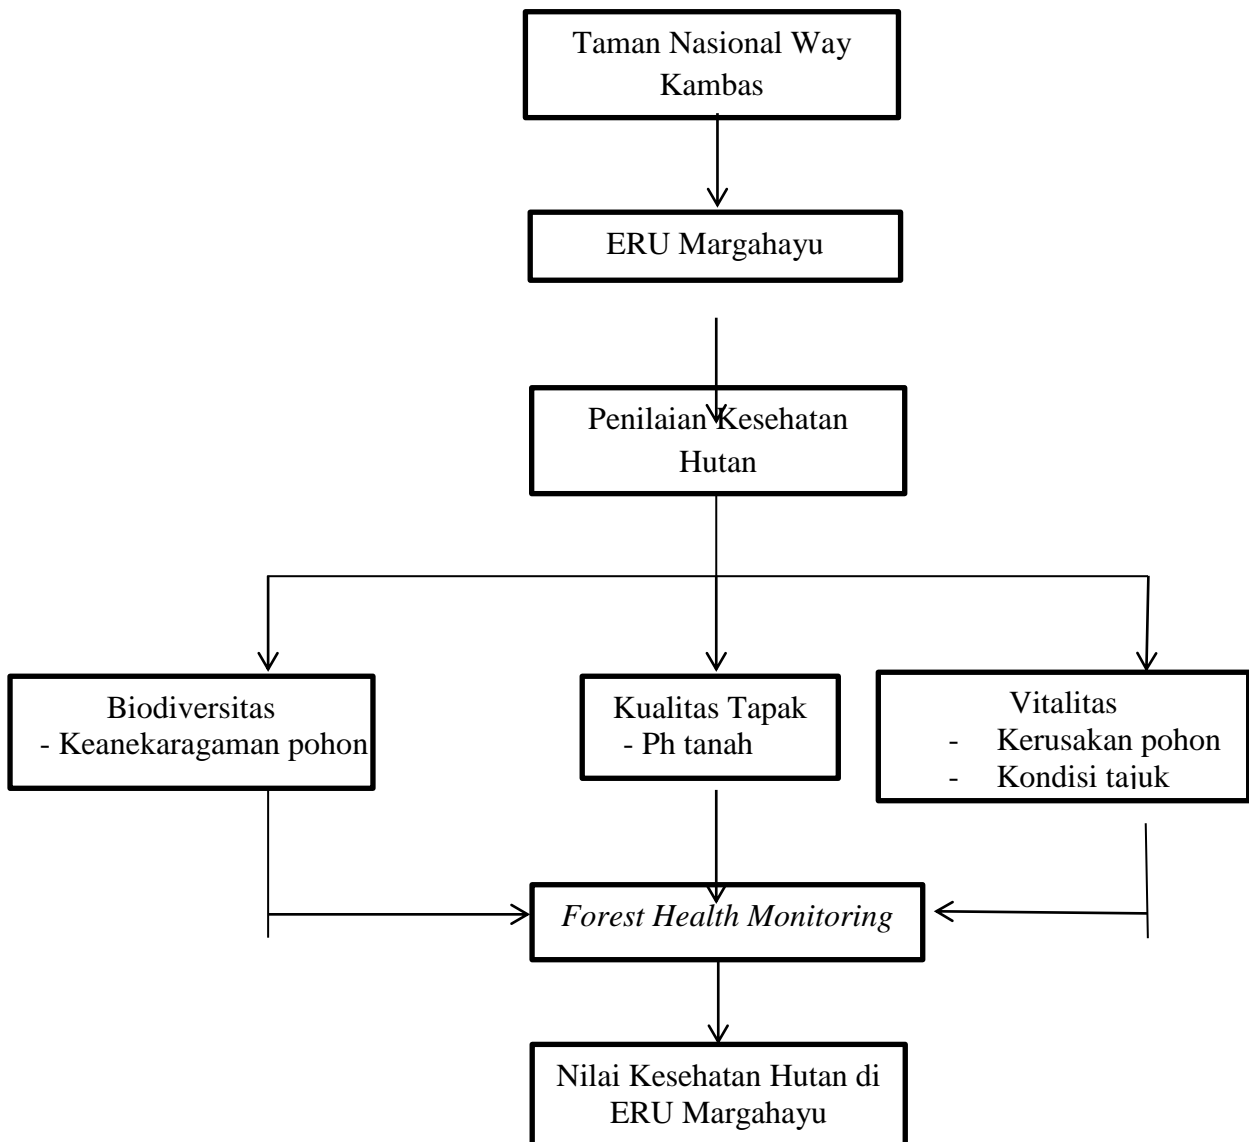 Taman Nasional Way
Kambas
ERU Margahayu
Penilaian Kesehatan
Hutan
Biodiversitas
- Keanekaragaman pohon
Kualitas Tapak
- Ph tanah
Vitalitas
- Kerusakan pohon
- Kondisi tajuk
Forest Health Monitoring
Nilai Kesehatan Hutan di
ERU Margahayu